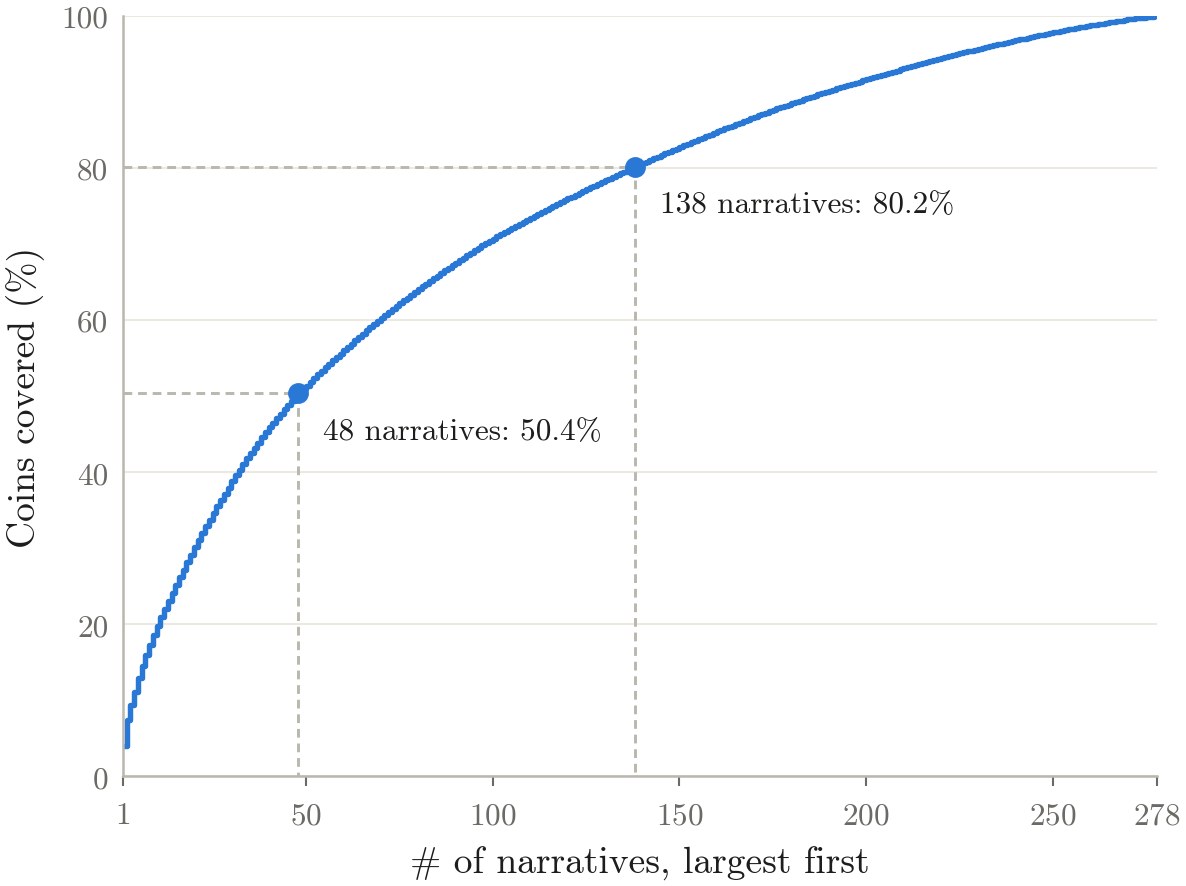 100
80
60
40
20
0
Coins covered (%)
138 narratives: 80.2%
48 narratives: 50.4%
1 50 100 150 200 250 278
# of narratives, largest first